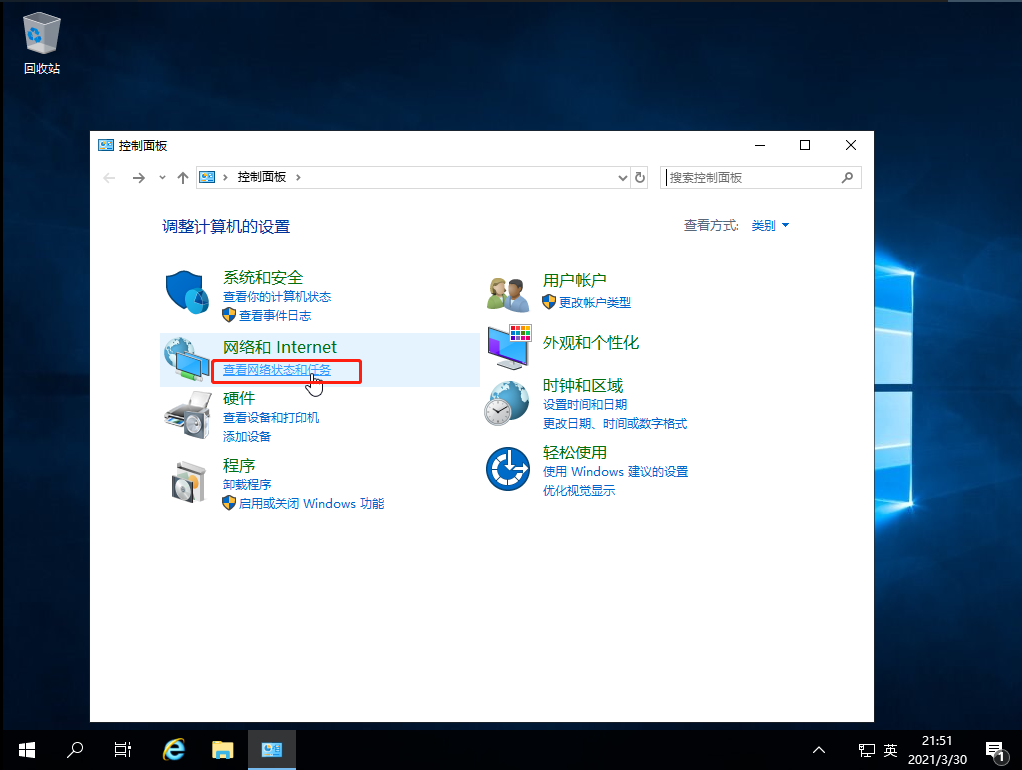 回收站
控制面板
控制面板
搜索控制面板
调整计算机的设置
查看方式: 类别
系统和安全
查看你的计算机状态
查看事件日志
网络和 Internet
查看网络状态和任务
硬件
查看设备和打印机
添加设备
程序
卸载程序
启用或关闭 Windows 功能
用户帐户
更改帐户类型
外观和个性化
时钟和区域
设置时间和日期
更改日期、时间或数字格式
轻松使用
使用 Windows 建议的设置
优化视觉显示
英
21:51
2021/3/30
1